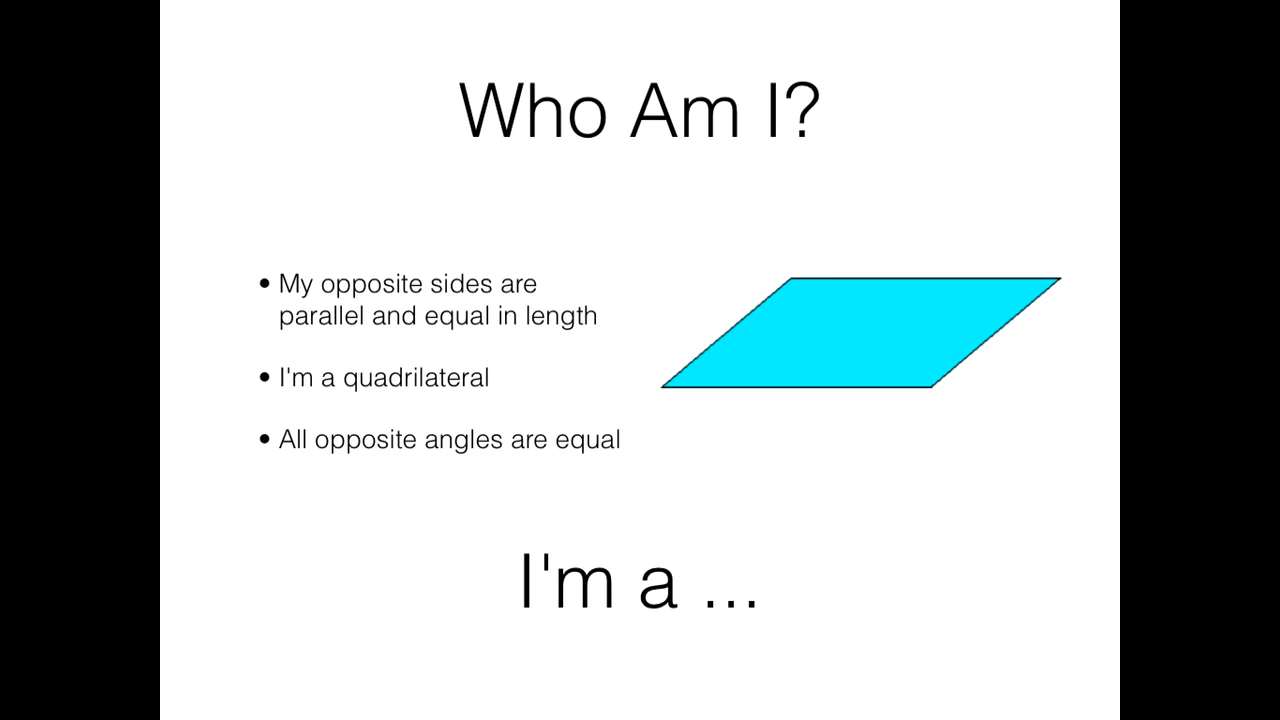 Who Am I?
• My opposite sides are
parallel and equal in length
• I'm a quadrilateral
• All opposite angles are equal
I'm a ...